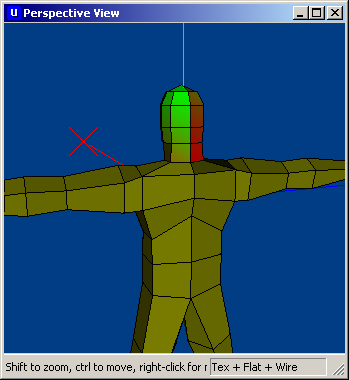 u Perspective View
Shift to zoom, ctrl to move, right-click for r Tex + Flat + Wire